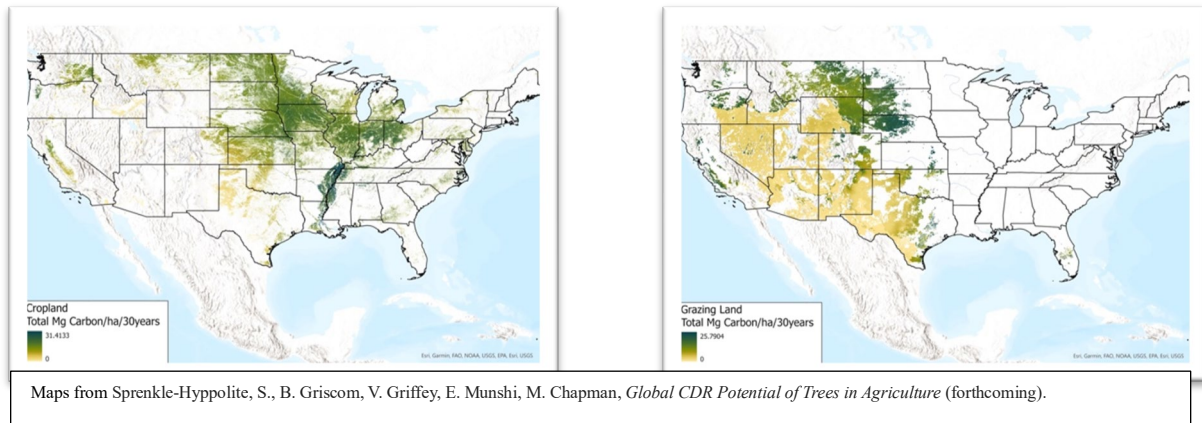 Cropland
Total Mg Carbon/ha/30years
31.4133
0
Esri, Garmin, FAO, NOAA, USGS, EPA, Esri, USGS
Grazing Land
Total Mg Carbon/ha/30years
25.7904
0
Esri, Garmin, FAO, NOAA, USGS, EPA, Esri, USGS
Maps from Sprenkle-Hyppolite, S., B. Griscom, V. Griffey, E. Munshi, M. Chapman, Global CDR Potential of Trees in Agriculture (forthcoming).